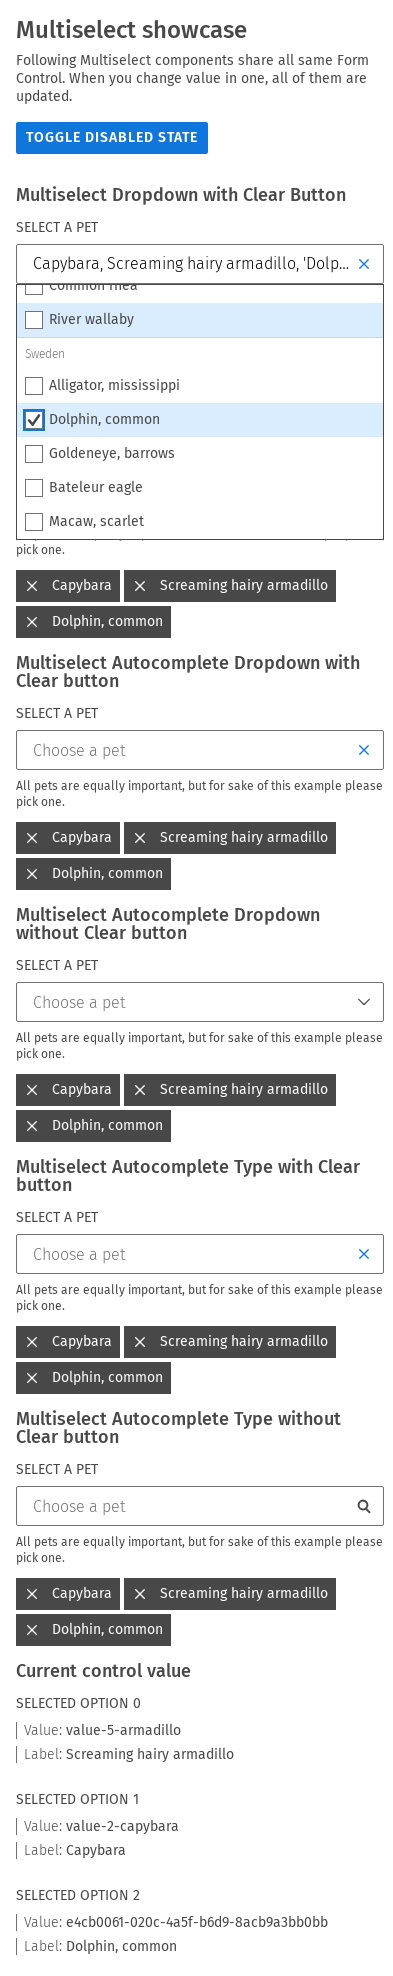 Multiselect showcase
Following Multiselect components share all same Form
Control. When you change value in one, all of them are
updated.
TOGGLE DISABLED STATE
Multiselect Dropdown with Clear Button
SELECT A PET
Capybara, Screaming hairy armadillo, 'Dolp...
Common rhea
River wallaby
Sweden
Alligator, mississippi
Dolphin, common
Goldeneye, barrows
Bateleur eagle
Macaw, scarlet
pick one.
Capybara
Screaming hairy armadillo
Dolphin, common
Multiselect Autocomplete Dropdown with
Clear button
SELECT A PET
Choose a pet
All pets are equally important, but for sake of this example please
pick one.
Capybara
Screaming hairy armadillo
Dolphin, common
Multiselect Autocomplete Dropdown
without Clear button
SELECT A PET
Choose a pet
All pets are equally important, but for sake of this example please
pick one.
Capybara
Screaming hairy armadillo
Dolphin, common
Multiselect Autocomplete Type with Clear
button
SELECT A PET
Choose a pet
All pets are equally important, but for sake of this example please
pick one.
Capybara
Screaming hairy armadillo
Dolphin, common
Multiselect Autocomplete Type without
Clear button
SELECT A PET
Choose a pet
All pets are equally important, but for sake of this example please
pick one.
Capybara
Screaming hairy armadillo
Dolphin, common
Current control value
SELECTED OPTION 0
Value: value-5-armadillo
Label: Screaming hairy armadillo
SELECTED OPTION 1
Value: value-2-capybara
Label: Capybara
SELECTED OPTION 2
Value: e4cb0061-020c-4a5f-b6d9-8acb9a3bb0bb
Label: Dolphin, common